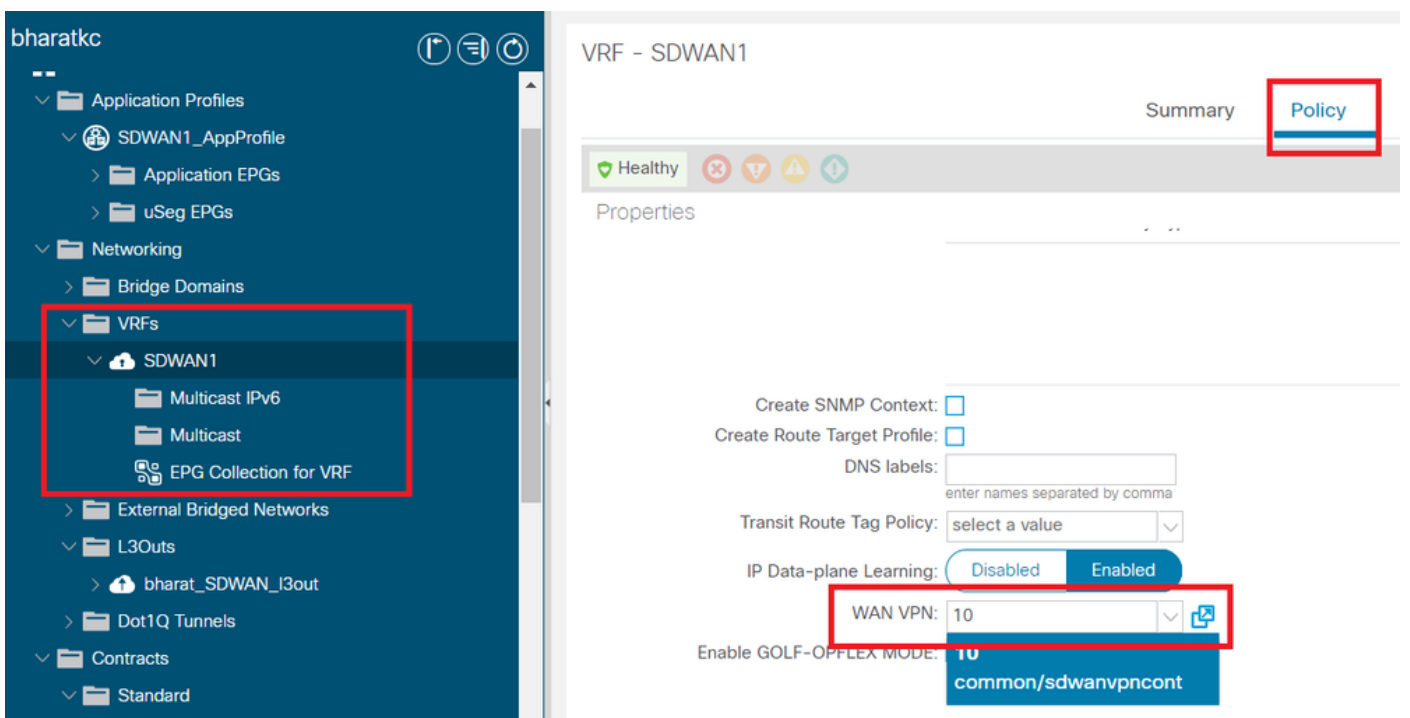 bharatkc
Application Profiles
SDWAN1_AppProfile
Application EPGs
uSeg EPGs
Networking
Bridge Domains
VRFs
SDWAN1
Multicast IPv6
Multicast
EPG Collection for VRF
External Bridged Networks
L3Outs
bharat_SDWAN_l3out
Dot1Q Tunnels
Contracts
Standard
VRF - SDWAN1
Summary Policy
Healthy
Properties
Create SNMP Context:
Create Route Target Profile:
DNS labels:
enter names separated by comma
Transit Route Tag Policy: select a value
IP Data-plane Learning: Disabled Enabled
WAN VPN: 10
Enable GOLF-OPFLEX MODE: 10
common/sdwanvpncont